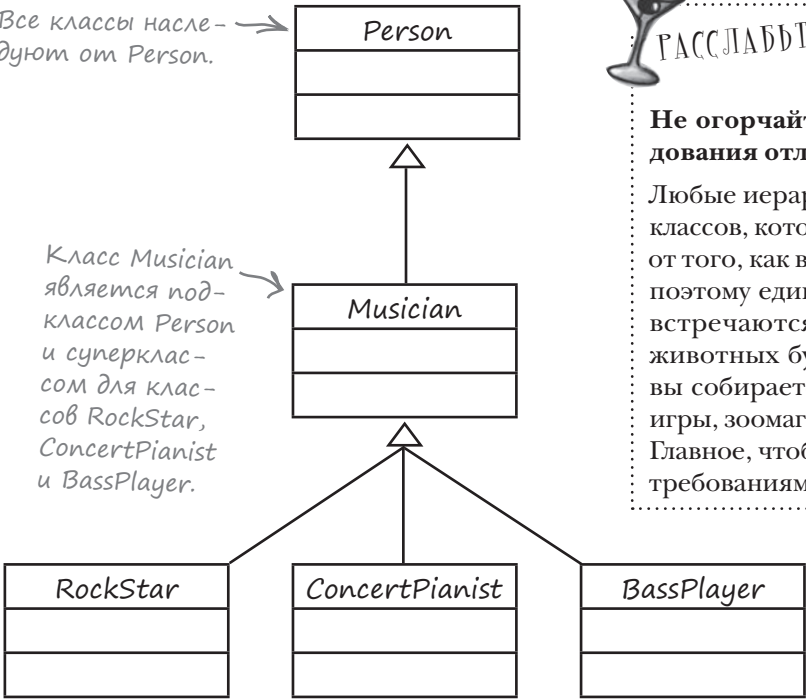 Все классы насле-
дуют от Person.
Person
РАССЛАБЬТ
Не огорчайт
дования отл
Любые иерар
классов, кото
от того, как в
поэтому един
встречаются
животных бу
вы собирает
игры, зоомаг
Главное, чтоб
требованиям
Класс Musician
является под-
классом Person
и суперклас-
сом для клас-
сов RockStar,
ConcertPianist
и BassPlayer.
Musician
RockStar
ConcertPianist
BassPlayer